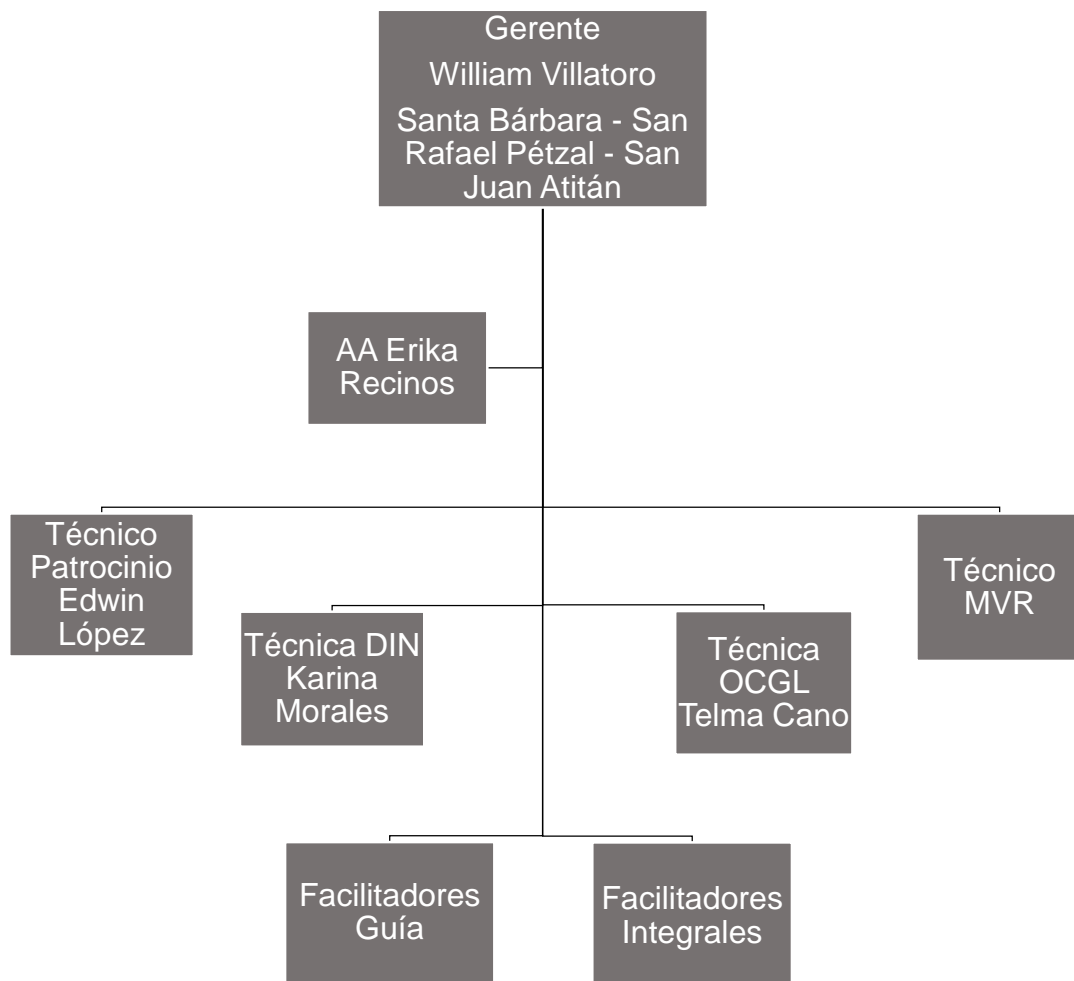 Gerente
William Villatoro
Santa Bárbara - San
Rafael Pétzal - San
Juan Atitán
AA Erika
Recinos
Técnico
Patrocinio
Edwin
López
Técnica DIN
Karina
Morales
Técnica
OCGL
Telma Cano
Técnico
MVR
Facilitadores
Guía
Facilitadores
Integrales